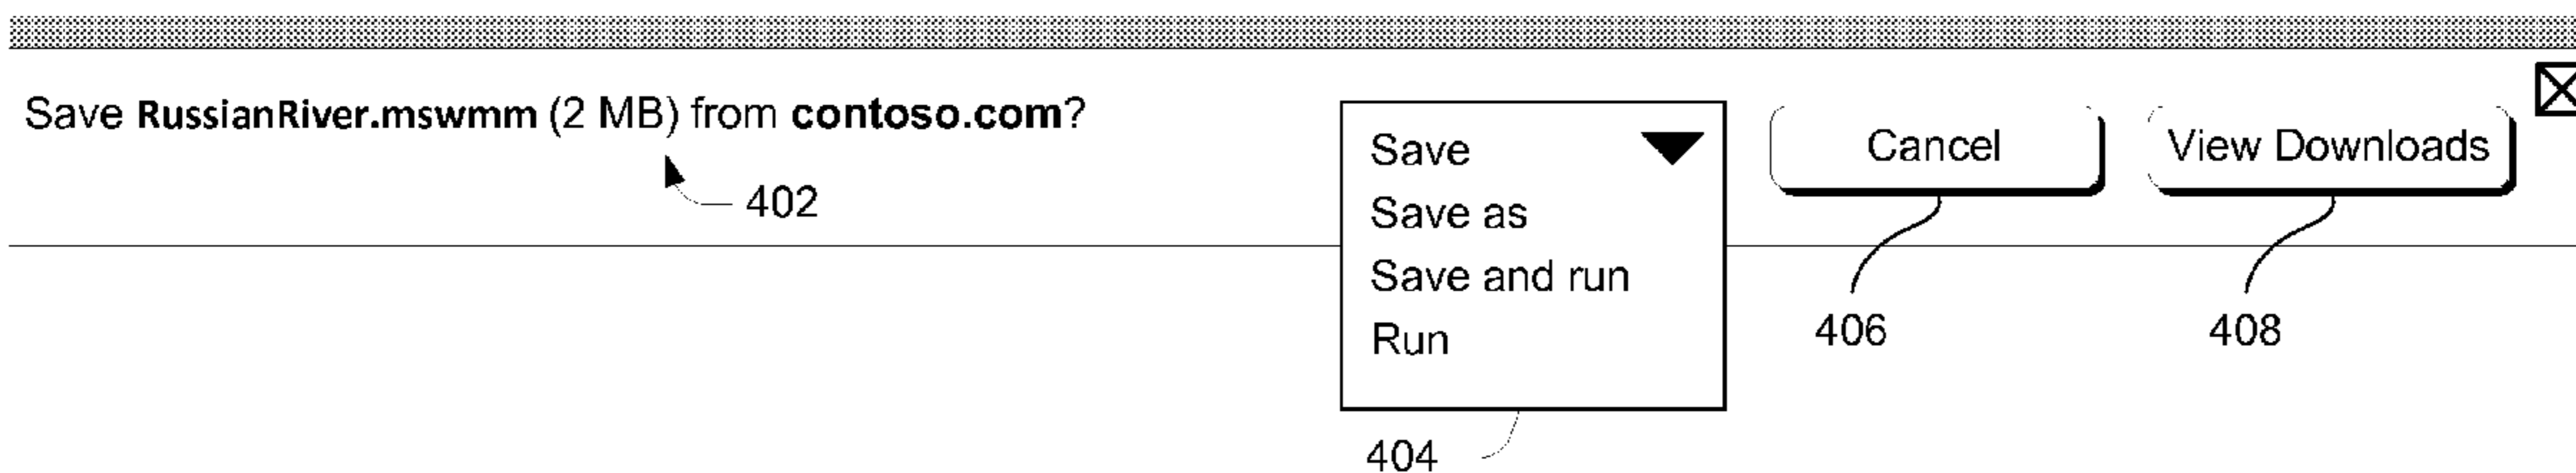 Save RussianRiver.mswmm (2 MB) from contoso.com?
402
Save
Save as
Save and run
Run
404
Cancel
406
View Downloads
408